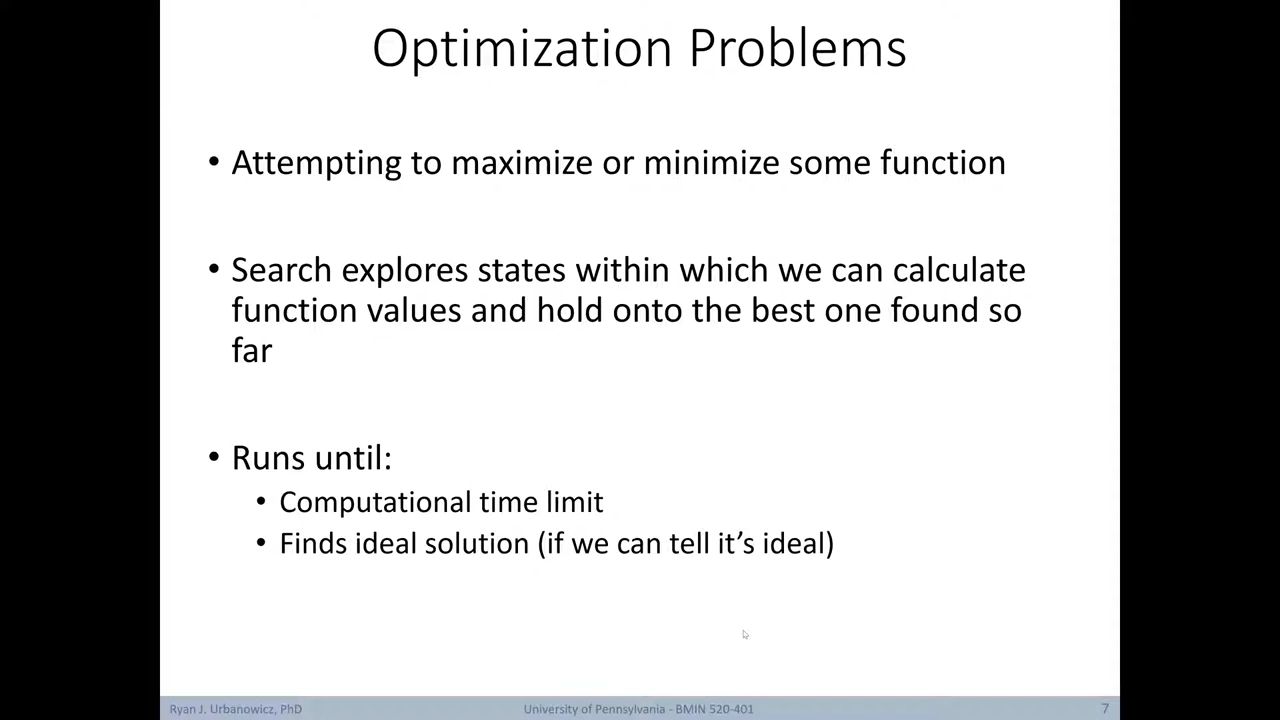 Optimization Problems
• Attempting to maximize or minimize some function
• Search explores states within which we can calculate
function values and hold onto the best one found so
far
• Runs until:
• Computational time limit
• Finds ideal solution (if we can tell it’s ideal)
Ryan J. Urbanowicz, PhD
University of Pennsylvania - BMIN 520-401
7